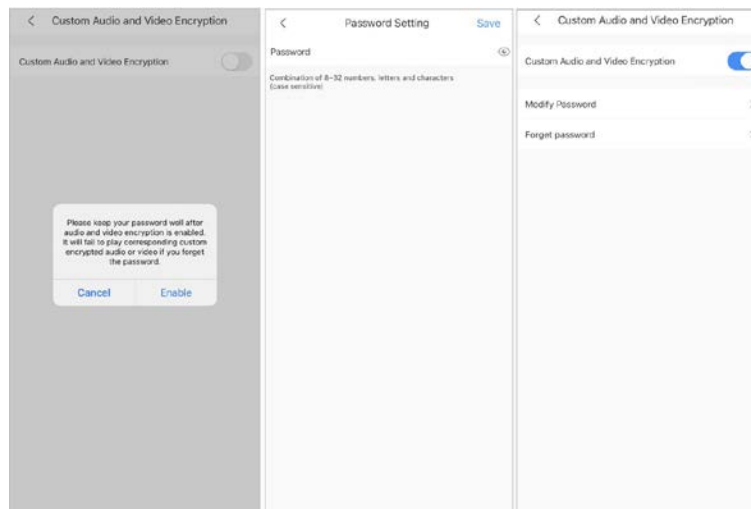 Custom Audio and Video Encryption
Custom Audio and Video Encryption
Please keep your password well after
audio and video encryption is enabled.
It will fail to play corresponding custom
encrypted audio or video if you forget
the password.
Cancel Enable
Password Setting Save
Password
Combination of 8~32 numbers, letters and characters
(case sensitive)
Custom Audio and Video Encryption
Custom Audio and Video Encryption
Modify Password
Forget password